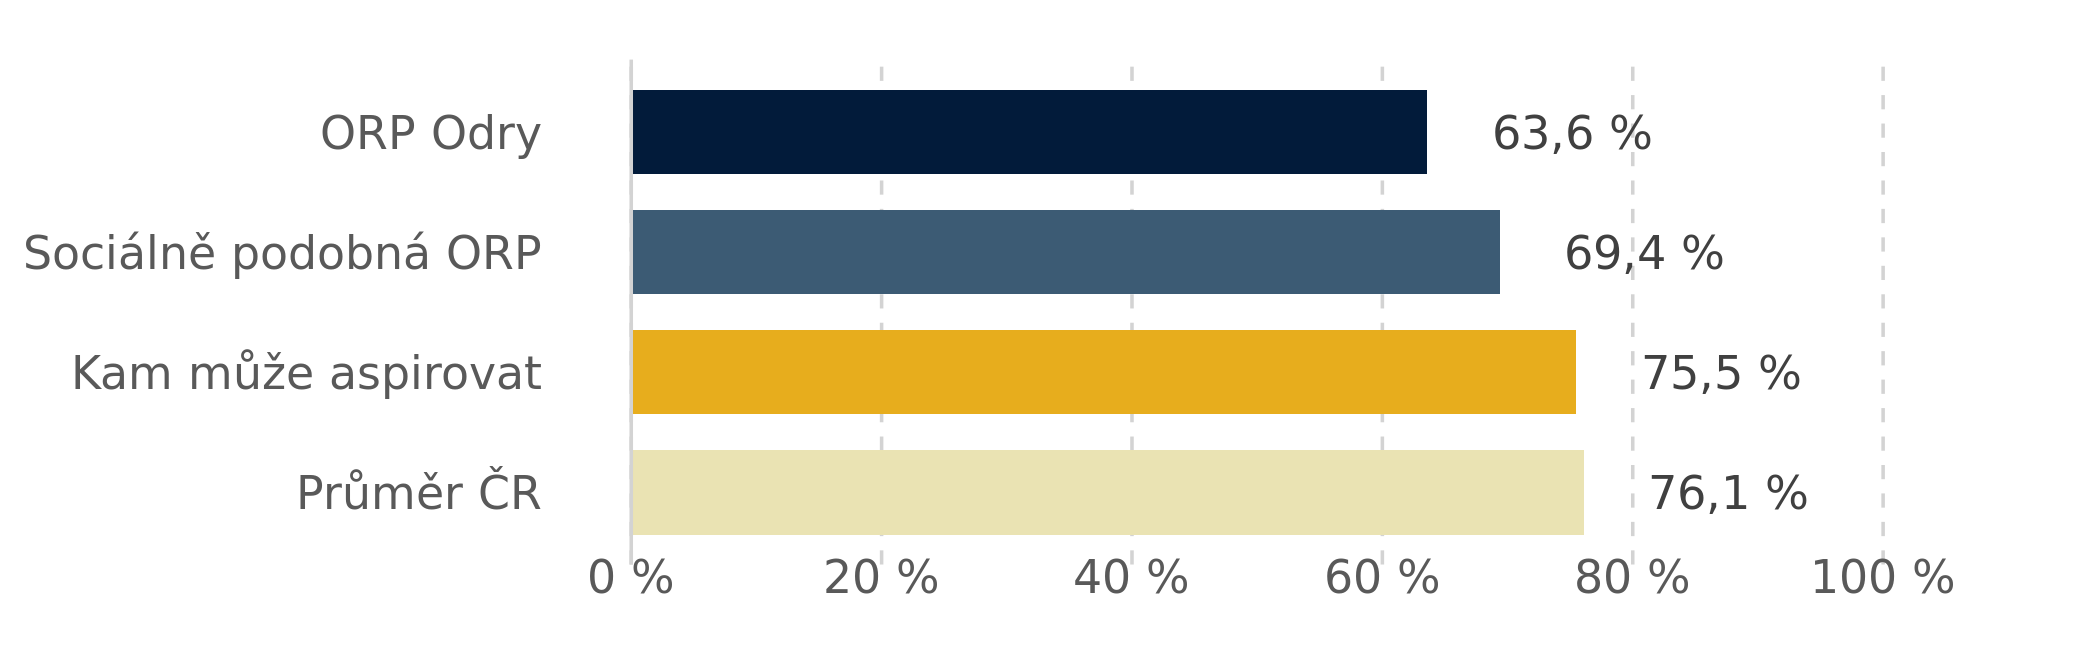 ORP Odry 63,6 %
Sociálně podobná ORP 69,4 %
Kam může aspirovat 75,5 %
Průměr ČR 76,1 %
0 % 20 % 40 % 60 % 80 % 100 %